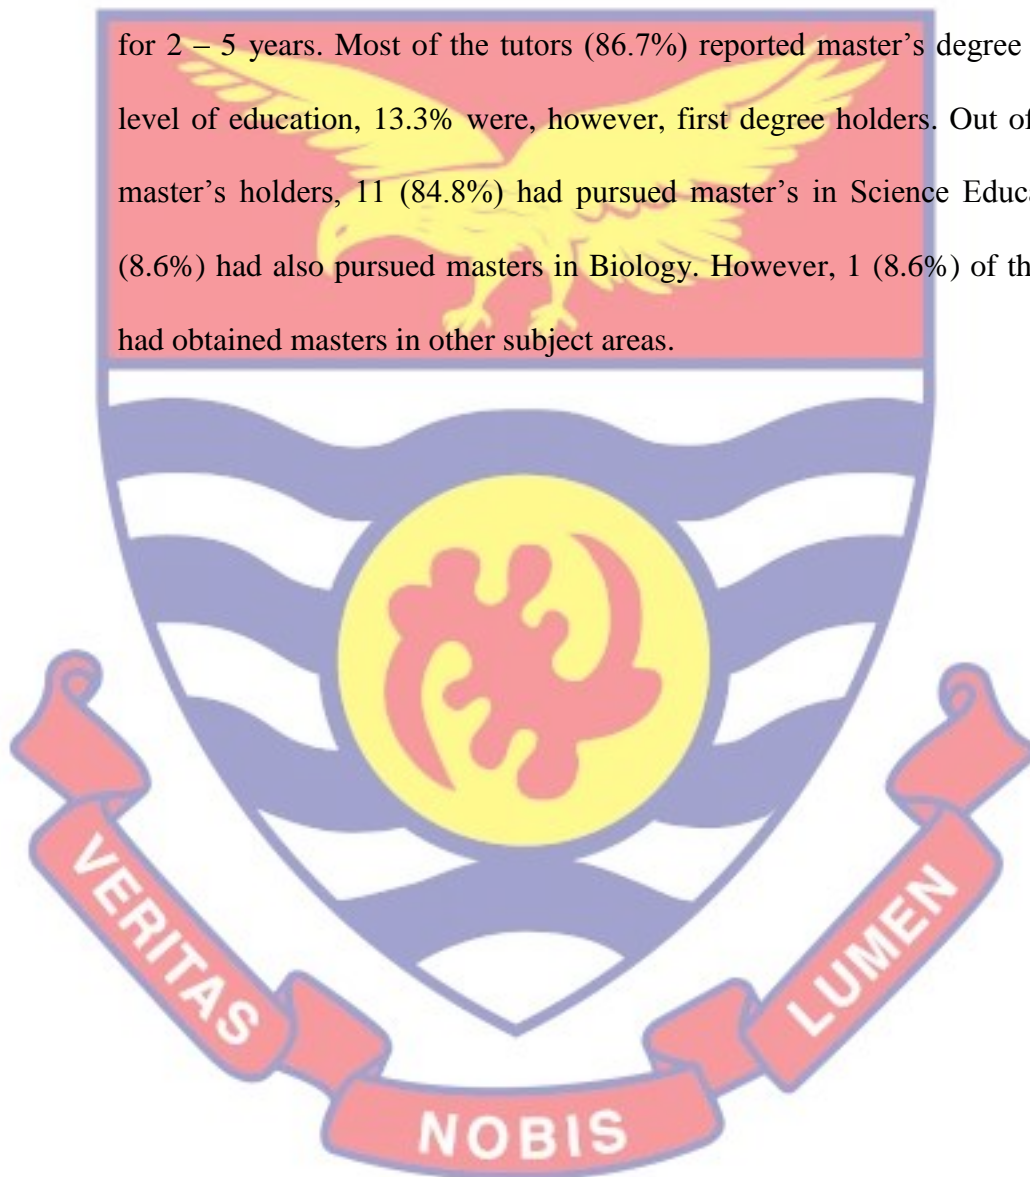 for 2 – 5 years. Most of the tutors (86.7%) reported master’s degree
level of education, 13.3% were, however, first degree holders. Out of
master’s holders, 11 (84.8%) had pursued master’s in Science
(8.6%) had also pursued masters in Biology. However, 1 (8.6%) of
had obtained masters in other subject areas.
VERITAS
NOBIS
LUMEN